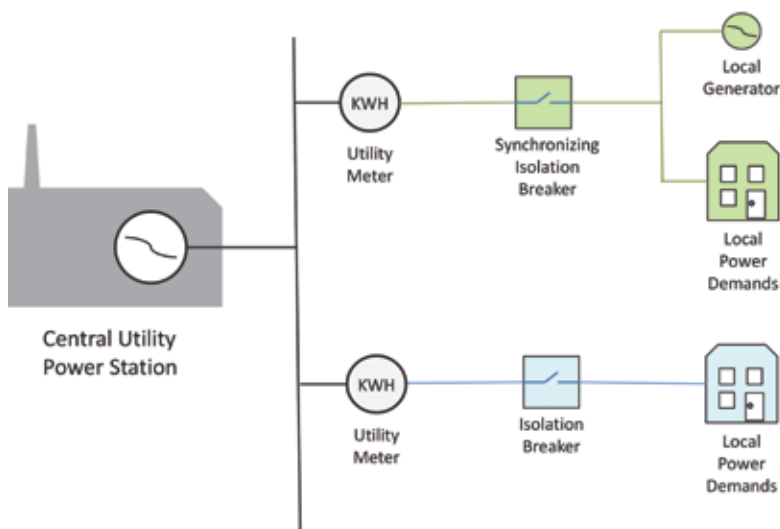 KWH
Utility
Meter
Synchronizing
Isolation
Breaker
Local
Generator
Local
Power
Demands
Central Utility
Power Station
KWH
Utility
Meter
Isolation
Breaker
Local
Power
Demands